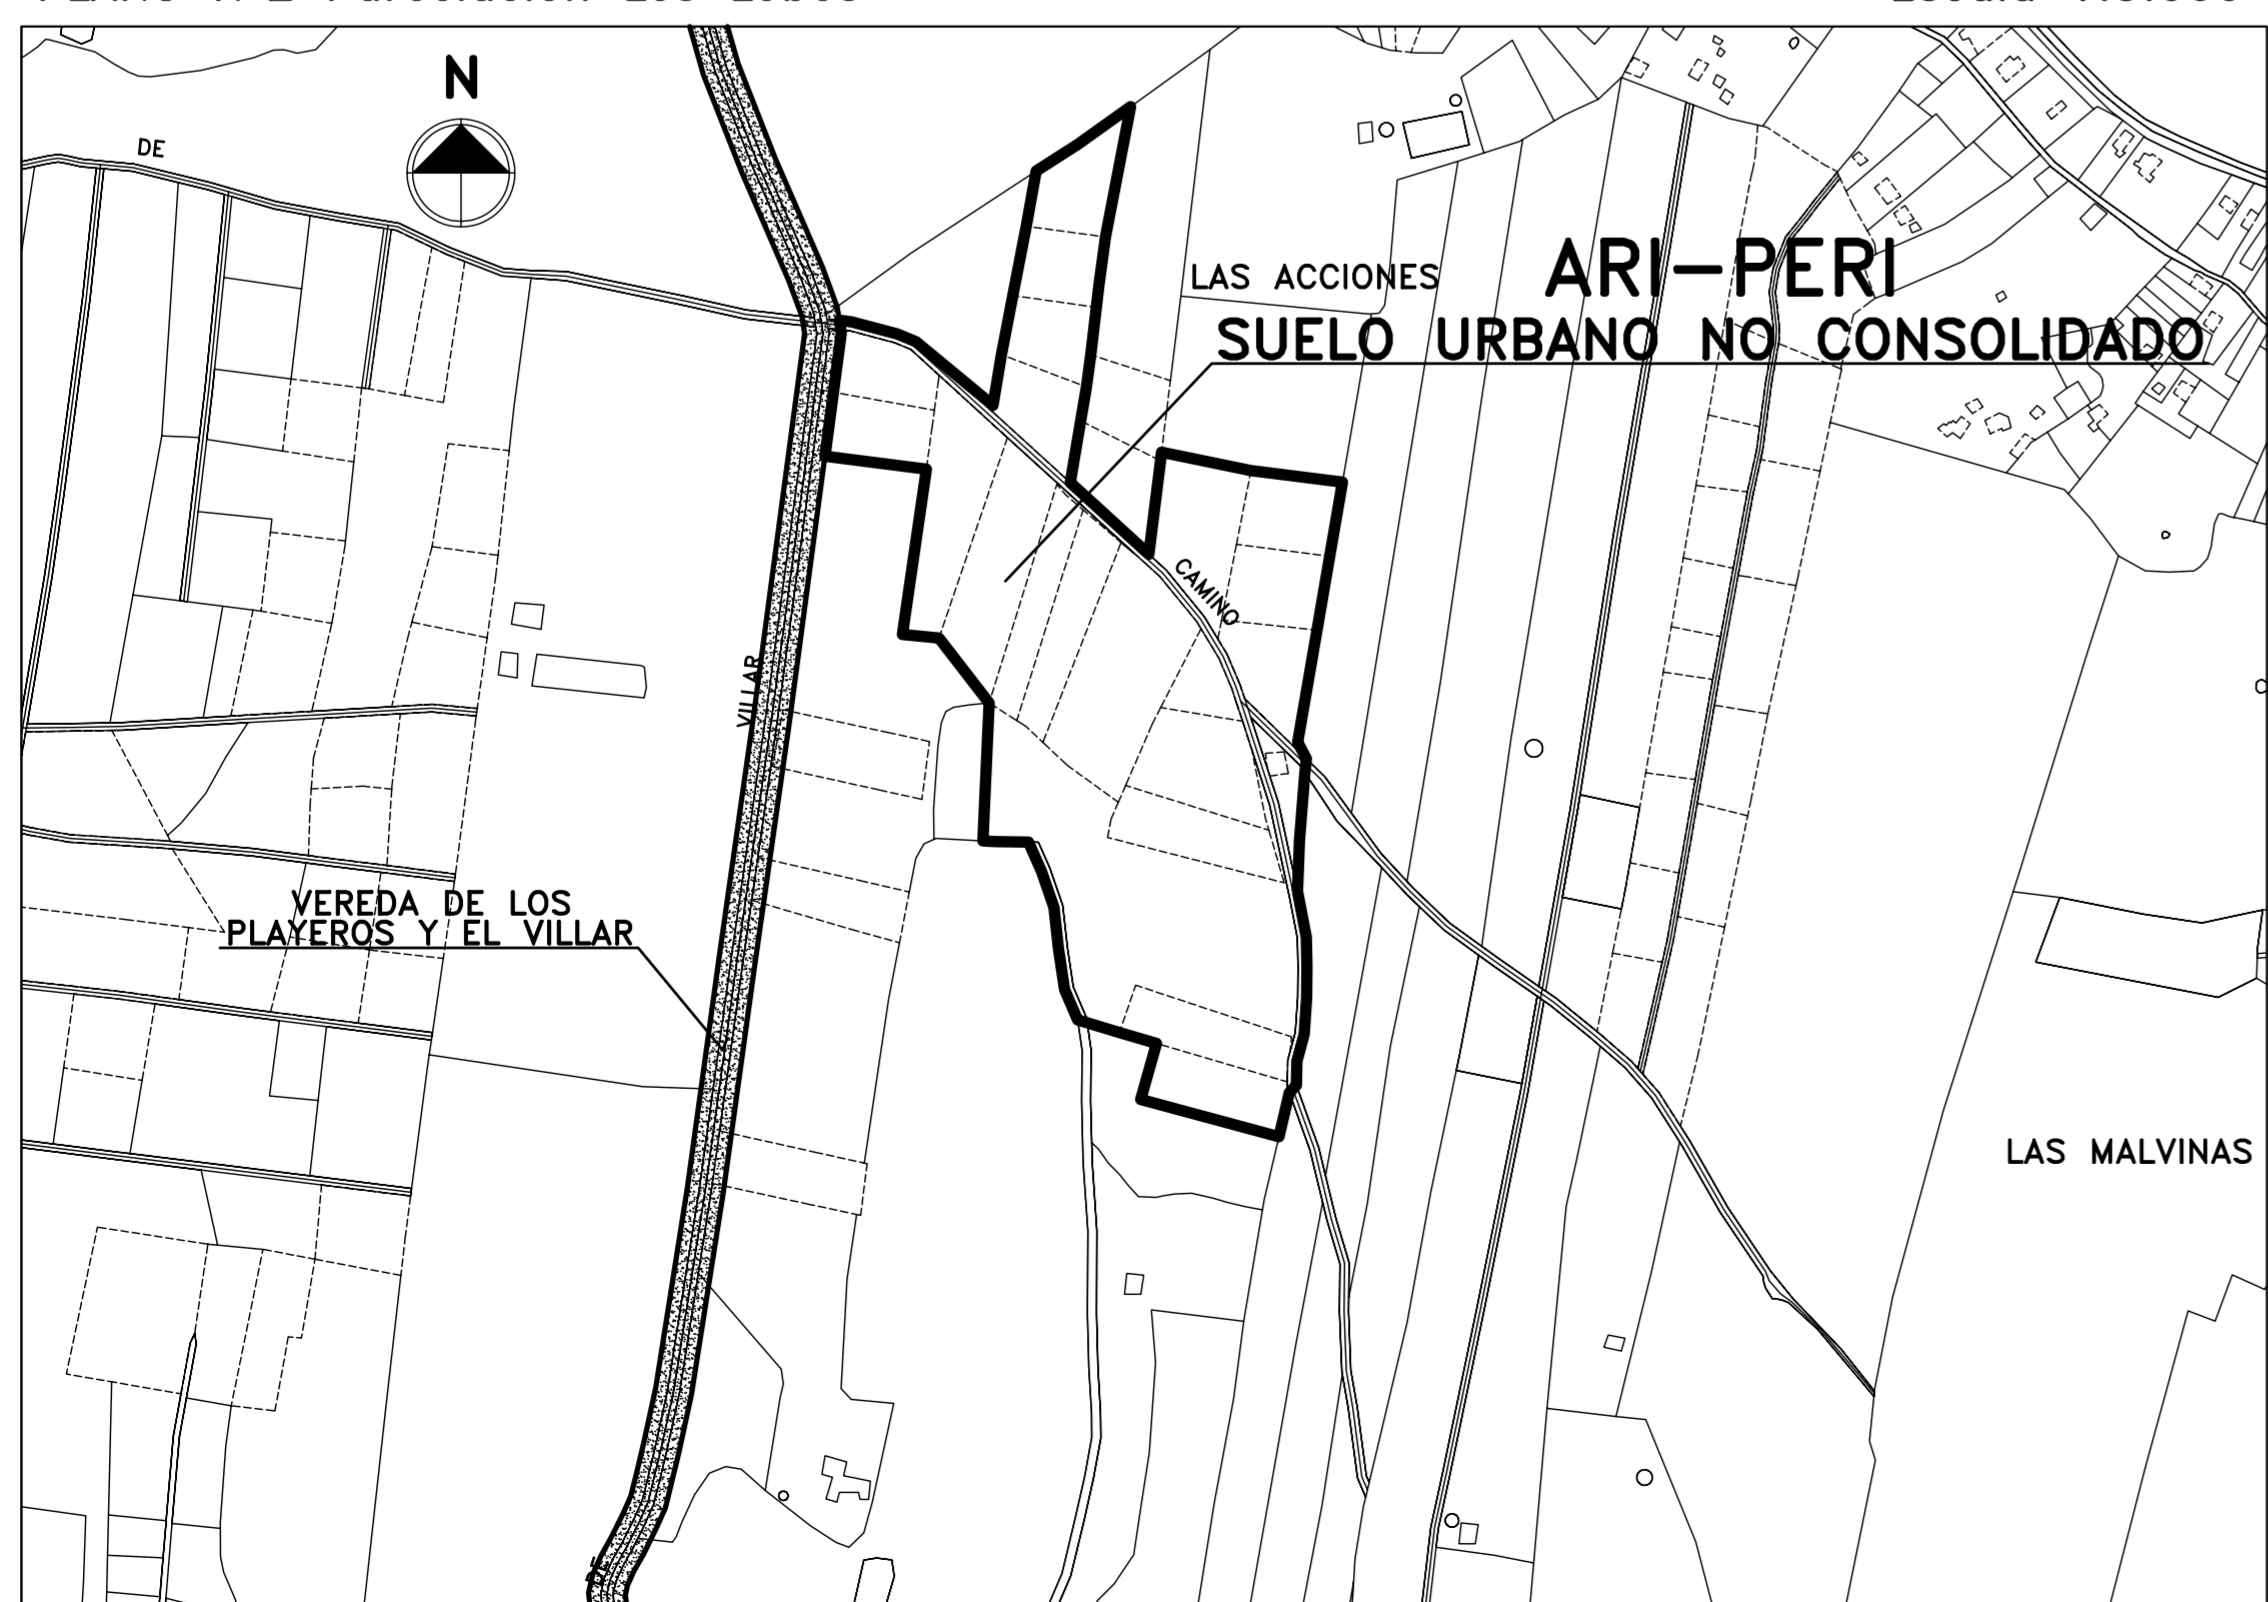 N
DE
LAS ACCIONES
ARI-PERI
SUELO URBANO NO CONSOLIDADO
CAMINO
VILLAR
VEREDA DE LOS
PLAYEROS Y EL VILLAR
LAS MALVINAS
DE